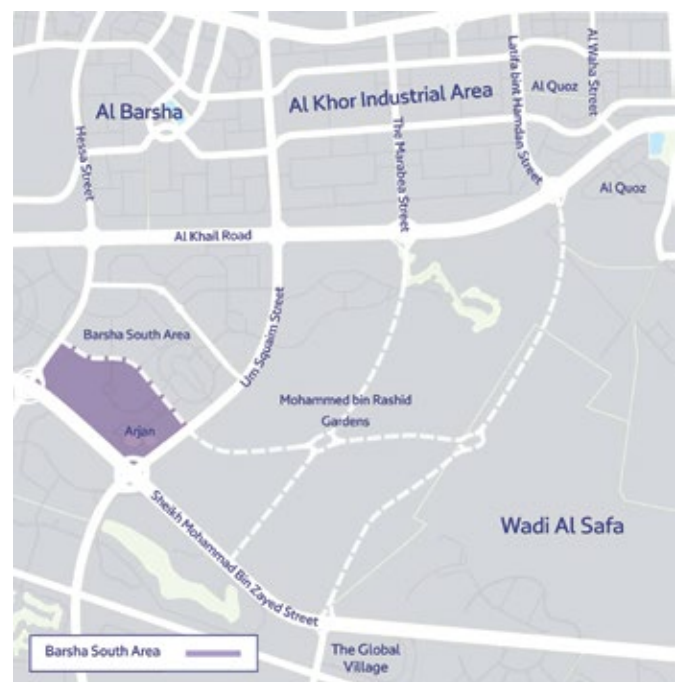 Latifa bint Hamdan Street
Al Waha Street
Al Quoz
Al Khor Industrial Area
Al Barsha
Hessa Street
The Marabea Street
Al Quoz
Al Khail Road
Um Squaim Street
Barsha South Area
Mohammed bin Rashid
Gardens
Arjan
Sheikh Mohammad Bin Zayed Street
Wadi Al Safa
The Global
Village
Barsha South Area